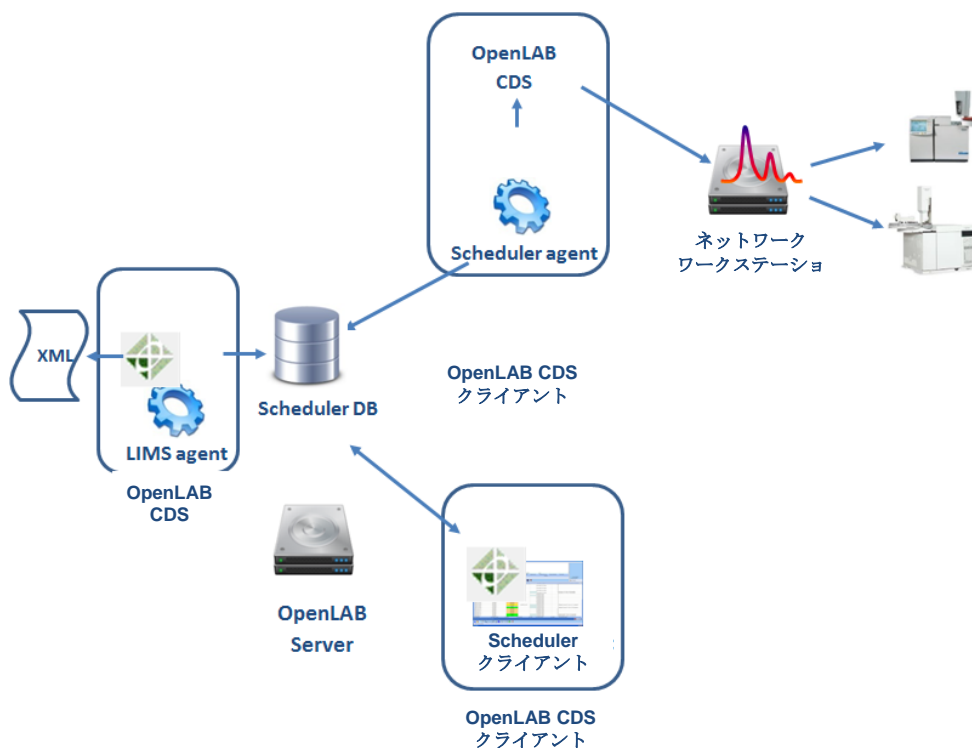 OpenLAB
CDS
Scheduler agent
OpenLAB CDS
クライアント
ネットワーク
ワークステーショ
XML
LIMS agent
OpenLAB
CDS
Scheduler DB
OpenLAB
Server
Scheduler
クライアント
OpenLAB CDS
クライアント